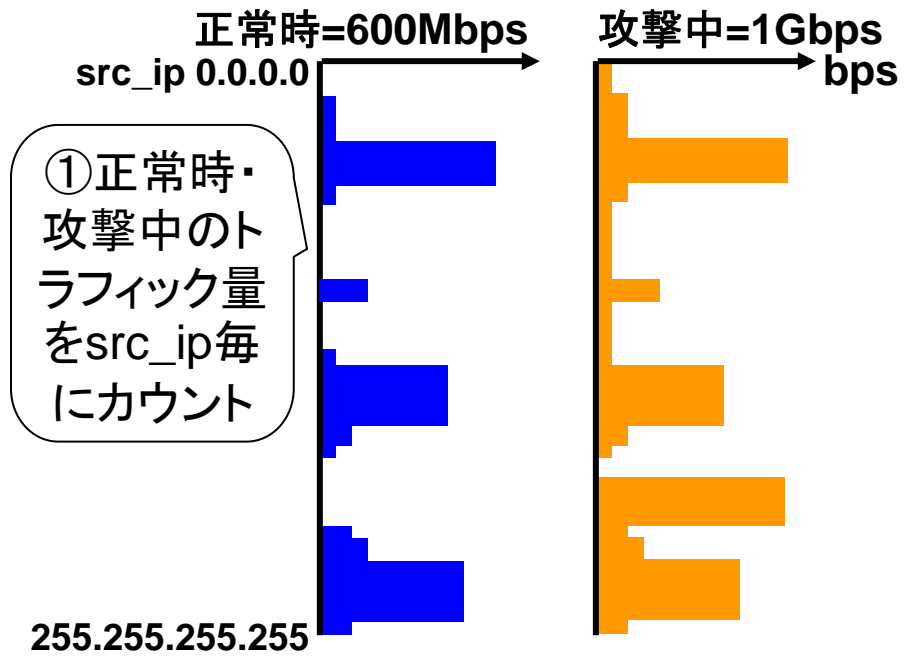 正常時=600Mbps
攻撃中=1Gbps
src_ip 0.0.0.0
bps
①正常時・
攻撃中のト
ラフィック量
をsrc_ip毎
にカウント
255.255.255.255